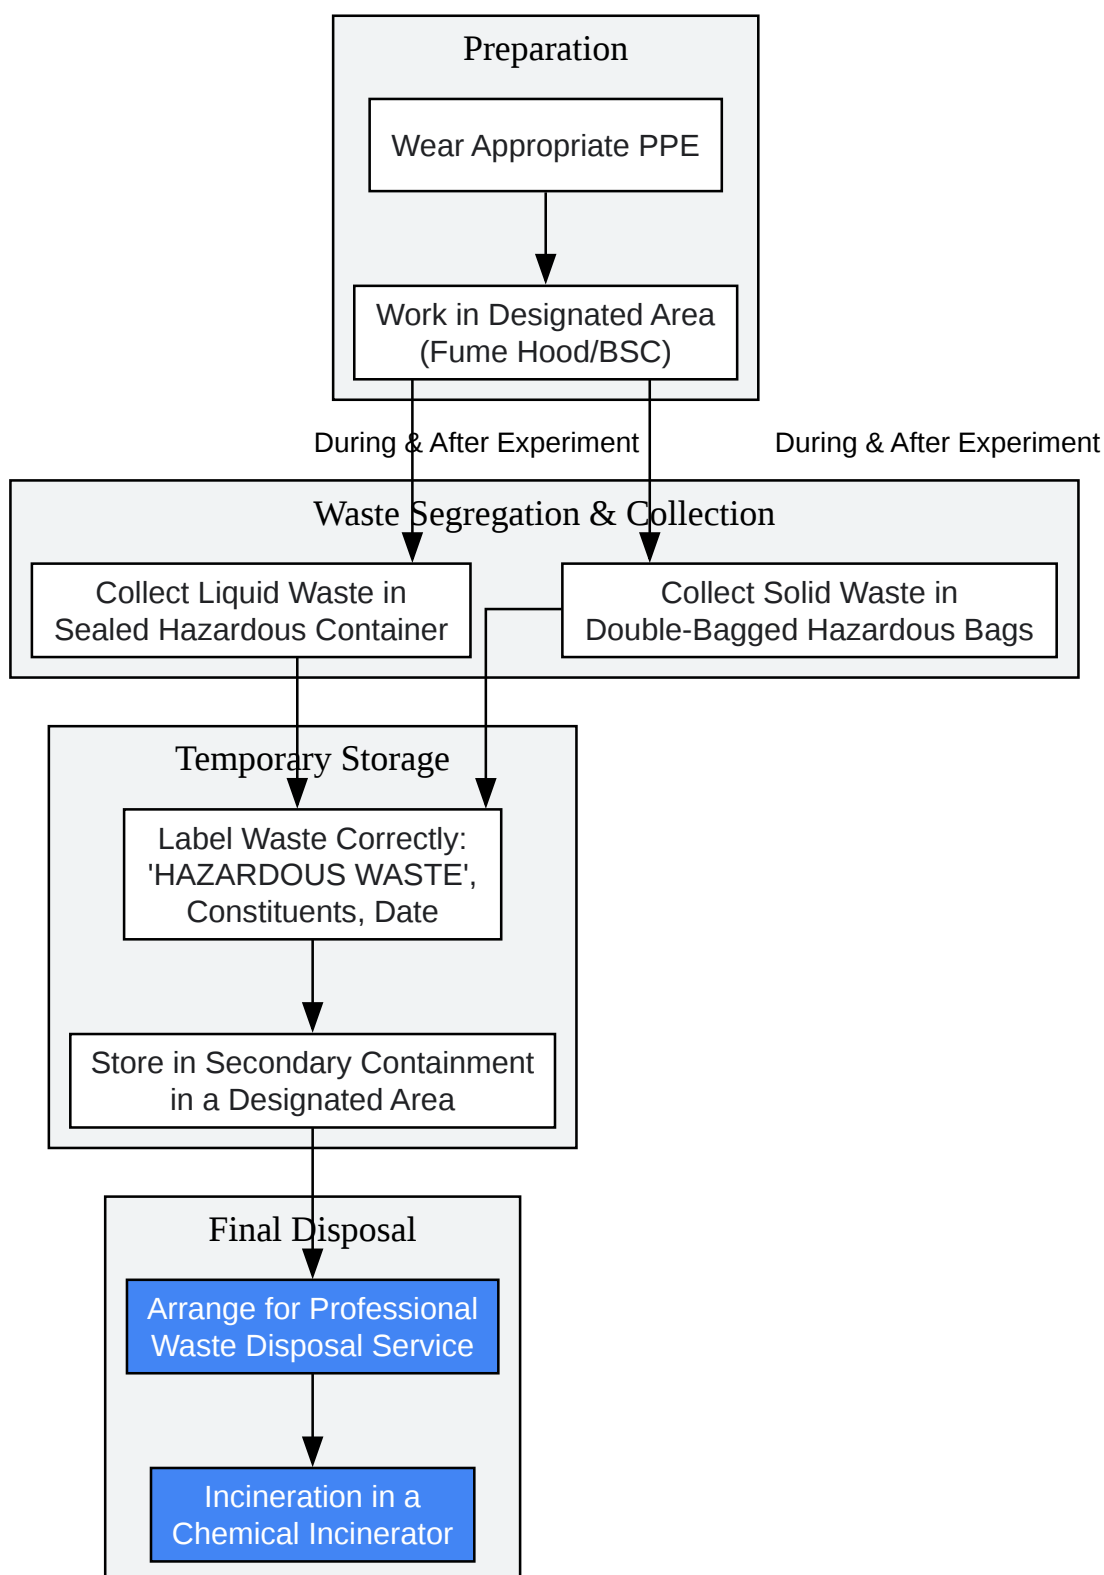 Preparation
Wear Appropriate PPE
Work in Designated Area
(Fume Hood/BSC)
During & After Experiment
During & After Experiment
Waste Segregation & Collection
Collect Liquid Waste in
Sealed Hazardous Container
Collect Solid Waste in
Double-Bagged Hazardous Bags
Temporary Storage
Label Waste Correctly:
'HAZARDOUS WASTE',
Constituents, Date
Store in Secondary Containment
in a Designated Area
Final Disposal
Arrange for Professional
Waste Disposal Service
Incineration in a
Chemical Incinerator